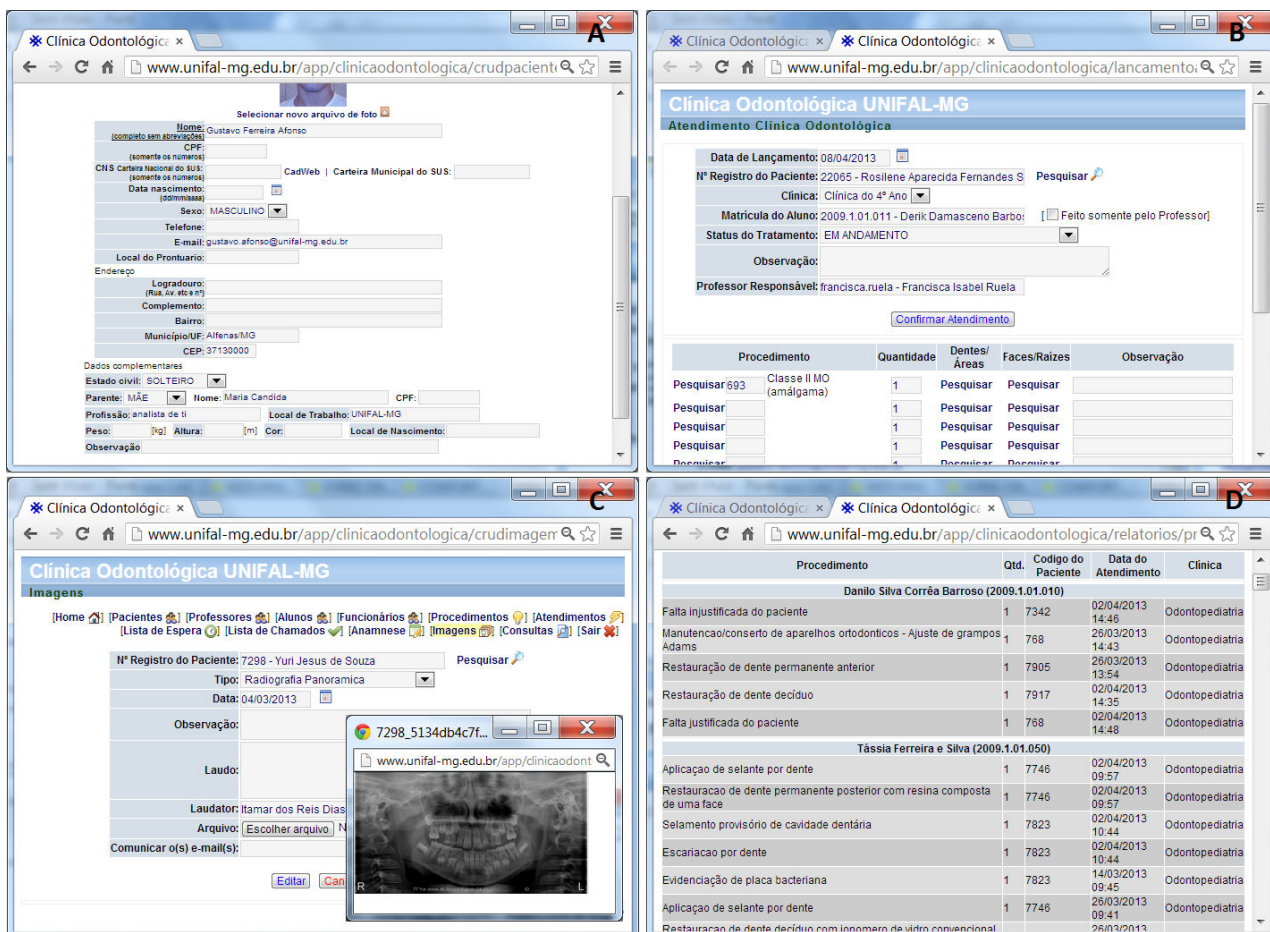 A
Clínica Odontológica ×
www.unifal-mg.edu.br/app/clinicaodontologica/crudpaciente
Selecionar novo arquivo de foto
Nome: Gustavo Ferreira Afonso
(completo sem abreviações)
CPF:
(somente os números)
CNS Carteira Nacional do SUS: CadWeb | Carteira Municipal do SUS:
(somente os números)
Data nascimento:
(dd/mm/aaaa)
Sexo: MASCULINO
Telefone:
E-mail: gustavo.afonso@unifal-mg.edu.br
Local do Prontuario:
Endereço
Logradouro:
(Rua, Av. etc e nº)
Complemento:
Bairro:
Município/UF: Alfenas/MG
CEP: 37130000
Dados complementares
Estado civil: SOLTEIRO
Parente: MÃE Nome: Maria Candida CPF:
Profissão: analista de ti Local de Trabalho: UNIFAL-MG
Peso: [kg] Altura: [m] Cor: Local de Nascimento:
Observação
B
Clínica Odontológica × Clínica Odontológica ×
www.unifal-mg.edu.br/app/clinicaodontologica/lancamento
Clínica Odontológica UNIFAL-MG
Atendimento Clínica Odontológica
Data de Lançamento: 08/04/2013
Nº Registro do Paciente: 22065 - Rosilene Aparecida Fernandes S Pesquisar
Clínica: Clínica do 4º Ano
Matricula do Aluno: 2009.1.01.011 - Derik Damasceno Barbo [ Feito somente pelo Professor]
Status do Tratamento: EM ANDAMENTO
Observação:
Professor Responsável: francisca.ruela - Francisca Isabel Ruela
Confirmar Atendimento
Procedimento Quantidade Dentes/ Áreas Faces/Raizes Observação
Pesquisar 693 Classe II MO (amálgama) 1 Pesquisar Pesquisar
Pesquisar 1 Pesquisar Pesquisar
Pesquisar 1 Pesquisar Pesquisar
Pesquisar 1 Pesquisar Pesquisar
Pesquisar 1 Pesquisar Pesquisar
C
Clínica Odontológica ×
www.unifal-mg.edu.br/app/clinicaodontologica/crudimagem
Clínica Odontológica UNIFAL-MG
Imagens
[Home] [Pacientes] [Professores] [Alunos] [Funcionários] [Procedimentos] [Atendimentos]
[Lista de Espera] [Lista de Chamados] [Anamnese] [Imagens] [Consultas] [Sair]
Nº Registro do Paciente: 7298 - Yuri Jesus de Souza Pesquisar
Tipo: Radiografia Panoramica
Data: 04/03/2013
Observação:
Laudo:
Laudator: Itamar dos Reis Dias
Arquivo: Escolher arquivo N
Comunicar o(s) e-mail(s):
Editar Can
7298_5134db4c7f...
www.unifal-mg.edu.br/app/clinicaodont
R L
D
Clínica Odontológica × Clínica Odontológica ×
www.unifal-mg.edu.br/app/clinicaodontologica/relatorios/pr
Procedimento Qtd. Codigo do Paciente Data do Atendimento Clínica
Danilo Silva Corrêa Barroso (2009.1.01.010)
Falta injustificada do paciente 1 7342 02/04/2013 14:46 Odontopediatria
Manutencao/conserto de aparelhos ortodonticos - Ajuste de grampos Adams 1 768 26/03/2013 14:43 Odontopediatria
Restauração de dente permanente anterior 1 7905 26/03/2013 13:54 Odontopediatria
Restauração de dente decíduo 1 7917 02/04/2013 14:35 Odontopediatria
Falta justificada do paciente 1 768 02/04/2013 14:48 Odontopediatria
Tássia Ferreira e Silva (2009.1.01.050)
Aplicaçao de selante por dente 1 7746 02/04/2013 09:57 Odontopediatria
Restauracao de dente permanente posterior com resina composta de uma face 1 7746 02/04/2013 09:57 Odontopediatria
Selamento provisório de cavidade dentária 1 7823 02/04/2013 10:44 Odontopediatria
Escariacao por dente 1 7823 02/04/2013 10:44 Odontopediatria
Evidenciação de placa bacteriana 1 7823 14/03/2013 09:45 Odontopediatria
Aplicaçao de selante por dente 1 7746 26/03/2013 09:41 Odontopediatria
Restauracao de dente decíduo com ionomero de vidro convencional 26/03/2013